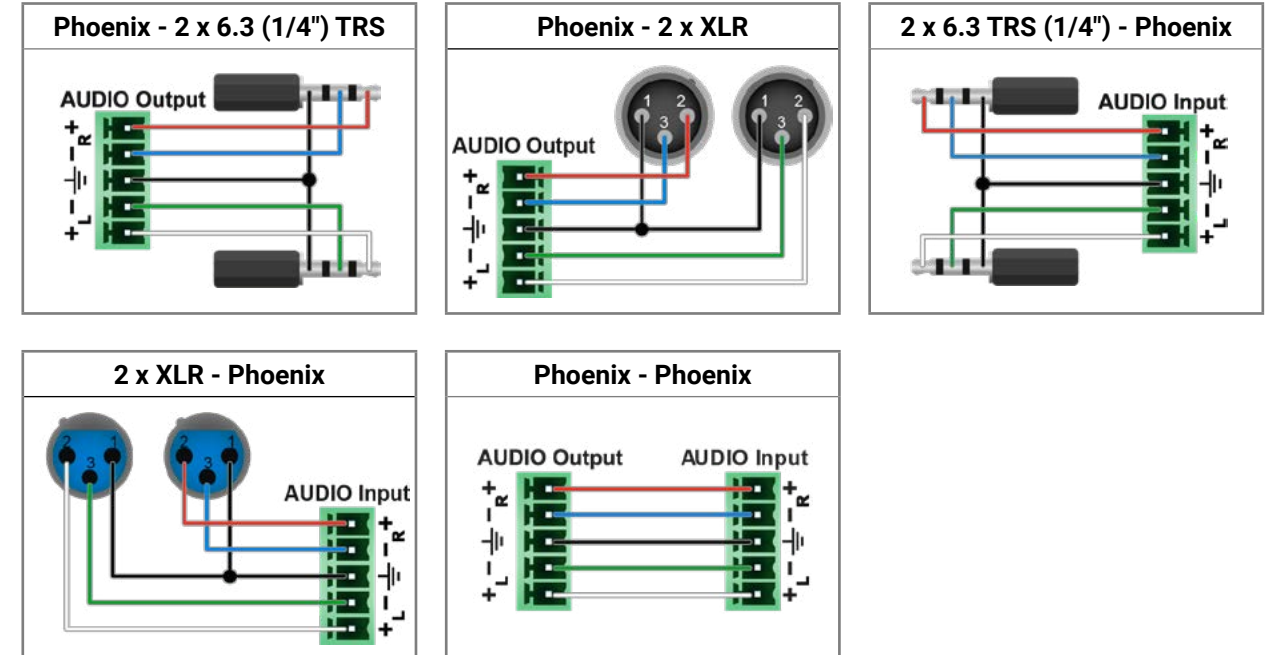 Phoenix - 2 x 6.3 (1/4") TRS
AUDIO Output
+
R
-
-
L
+
Phoenix - 2 x XLR
1 2
3
1 2
3
AUDIO Output
+
R
-
-
L
+
2 x 6.3 TRS (1/4") - Phoenix
AUDIO Input
+
R
-
-
L
+
2 x XLR - Phoenix
2 1
3
2 1
3
AUDIO Input
+
R
-
-
L
+
Phoenix - Phoenix
AUDIO Output
+
R
-
-
L
+
AUDIO Input
+
R
-
-
L
+